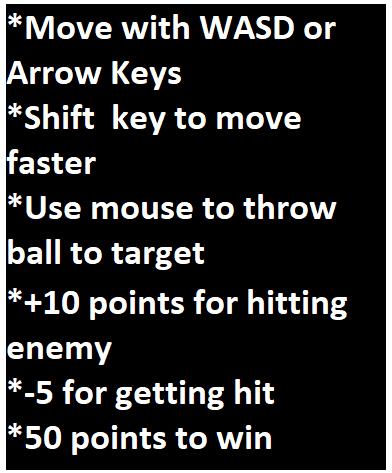 *Move with WASD or
Arrow Keys
*Shift  key to move
faster
*Use mouse to throw
ball to target
*+10 points for hitting
enemy
*-5 for getting hit
*50 points to win